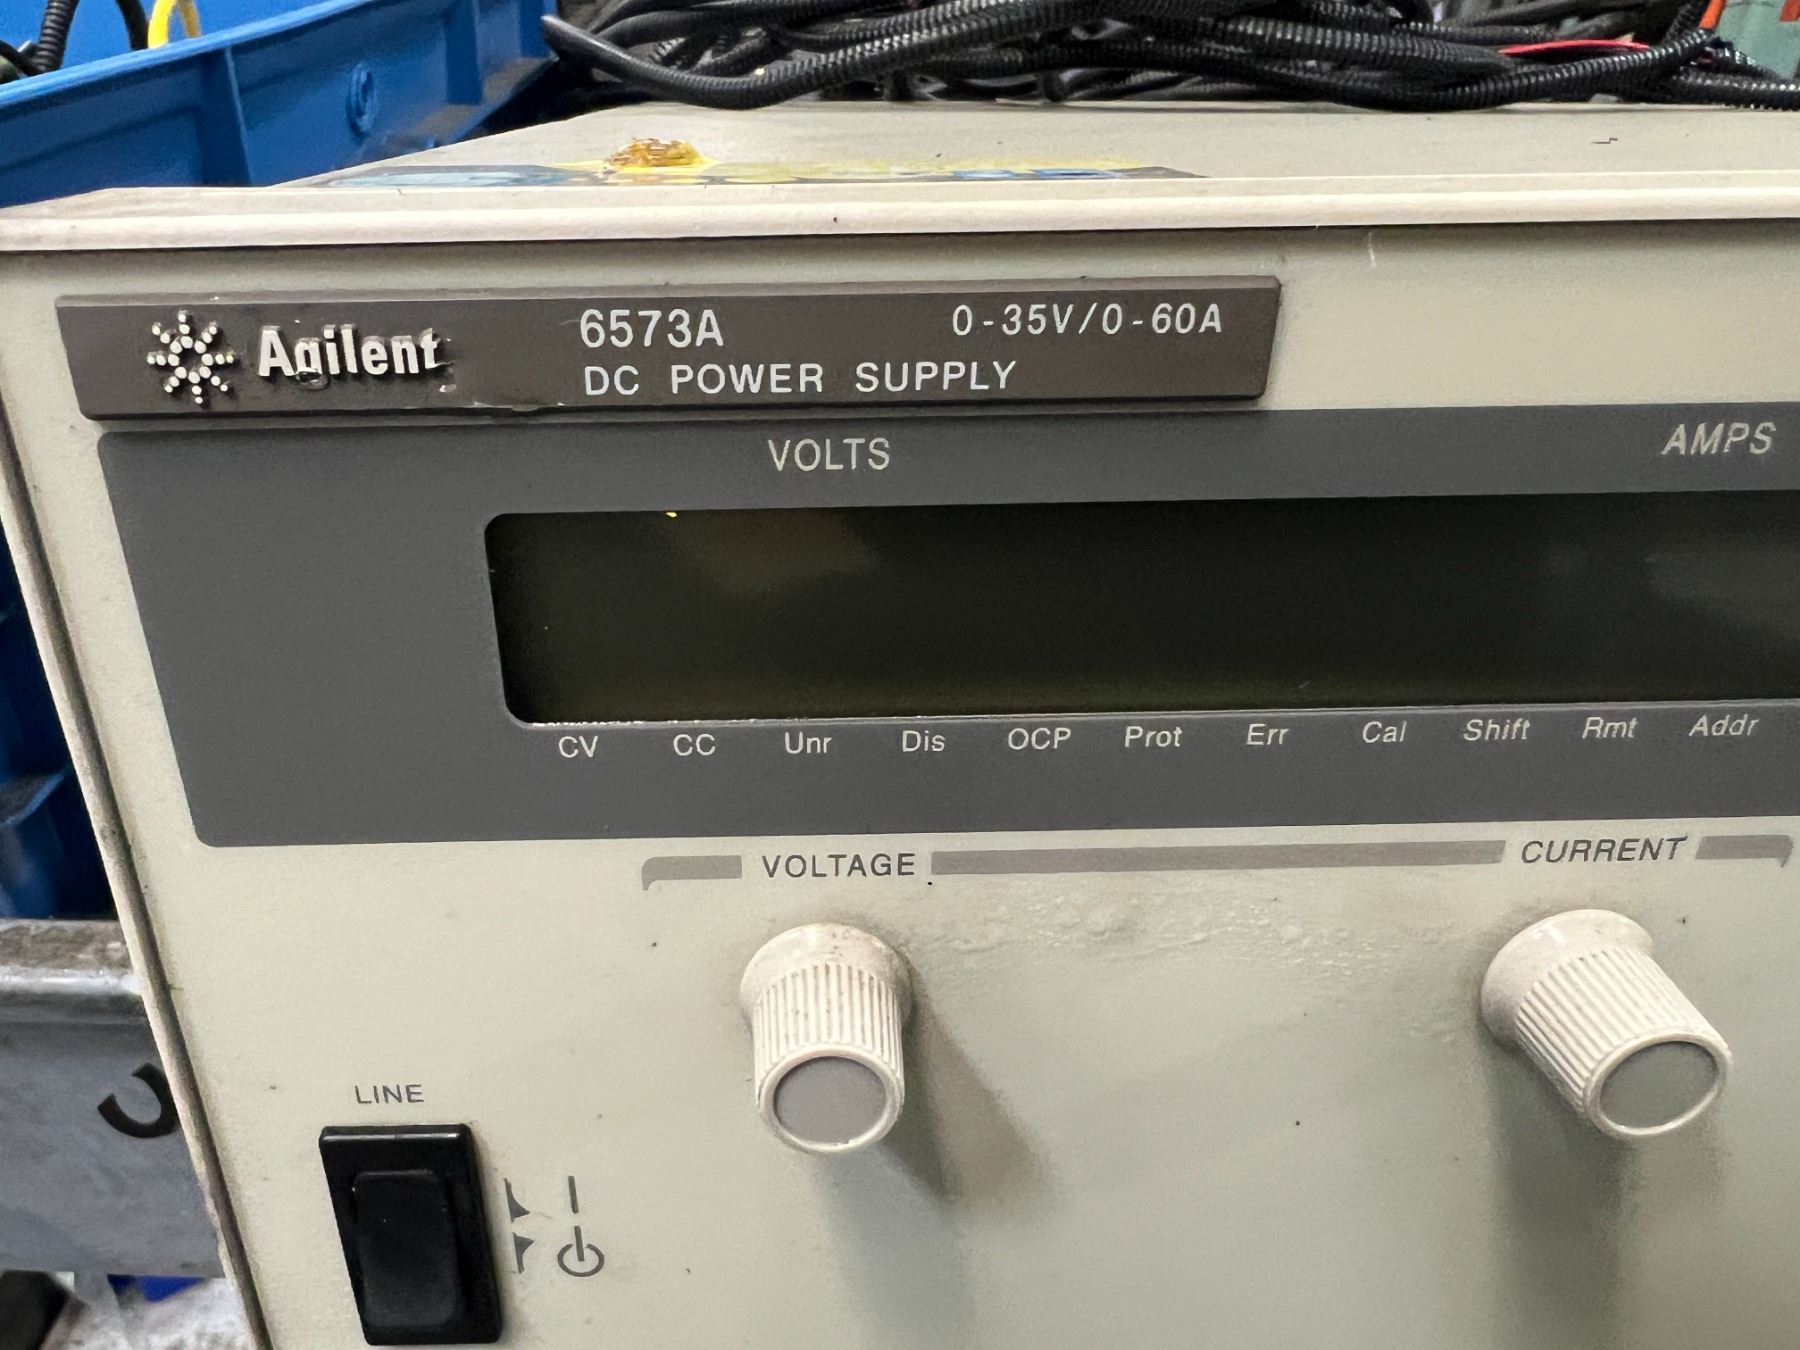 Agilent
6573A 0-35V/0-60A
DC POWER SUPPLY
VOLTS AMPS
CV CC Unr Dis OCP Prot Err Cal Shift Rmt Addr
VOLTAGE CURRENT
LINE